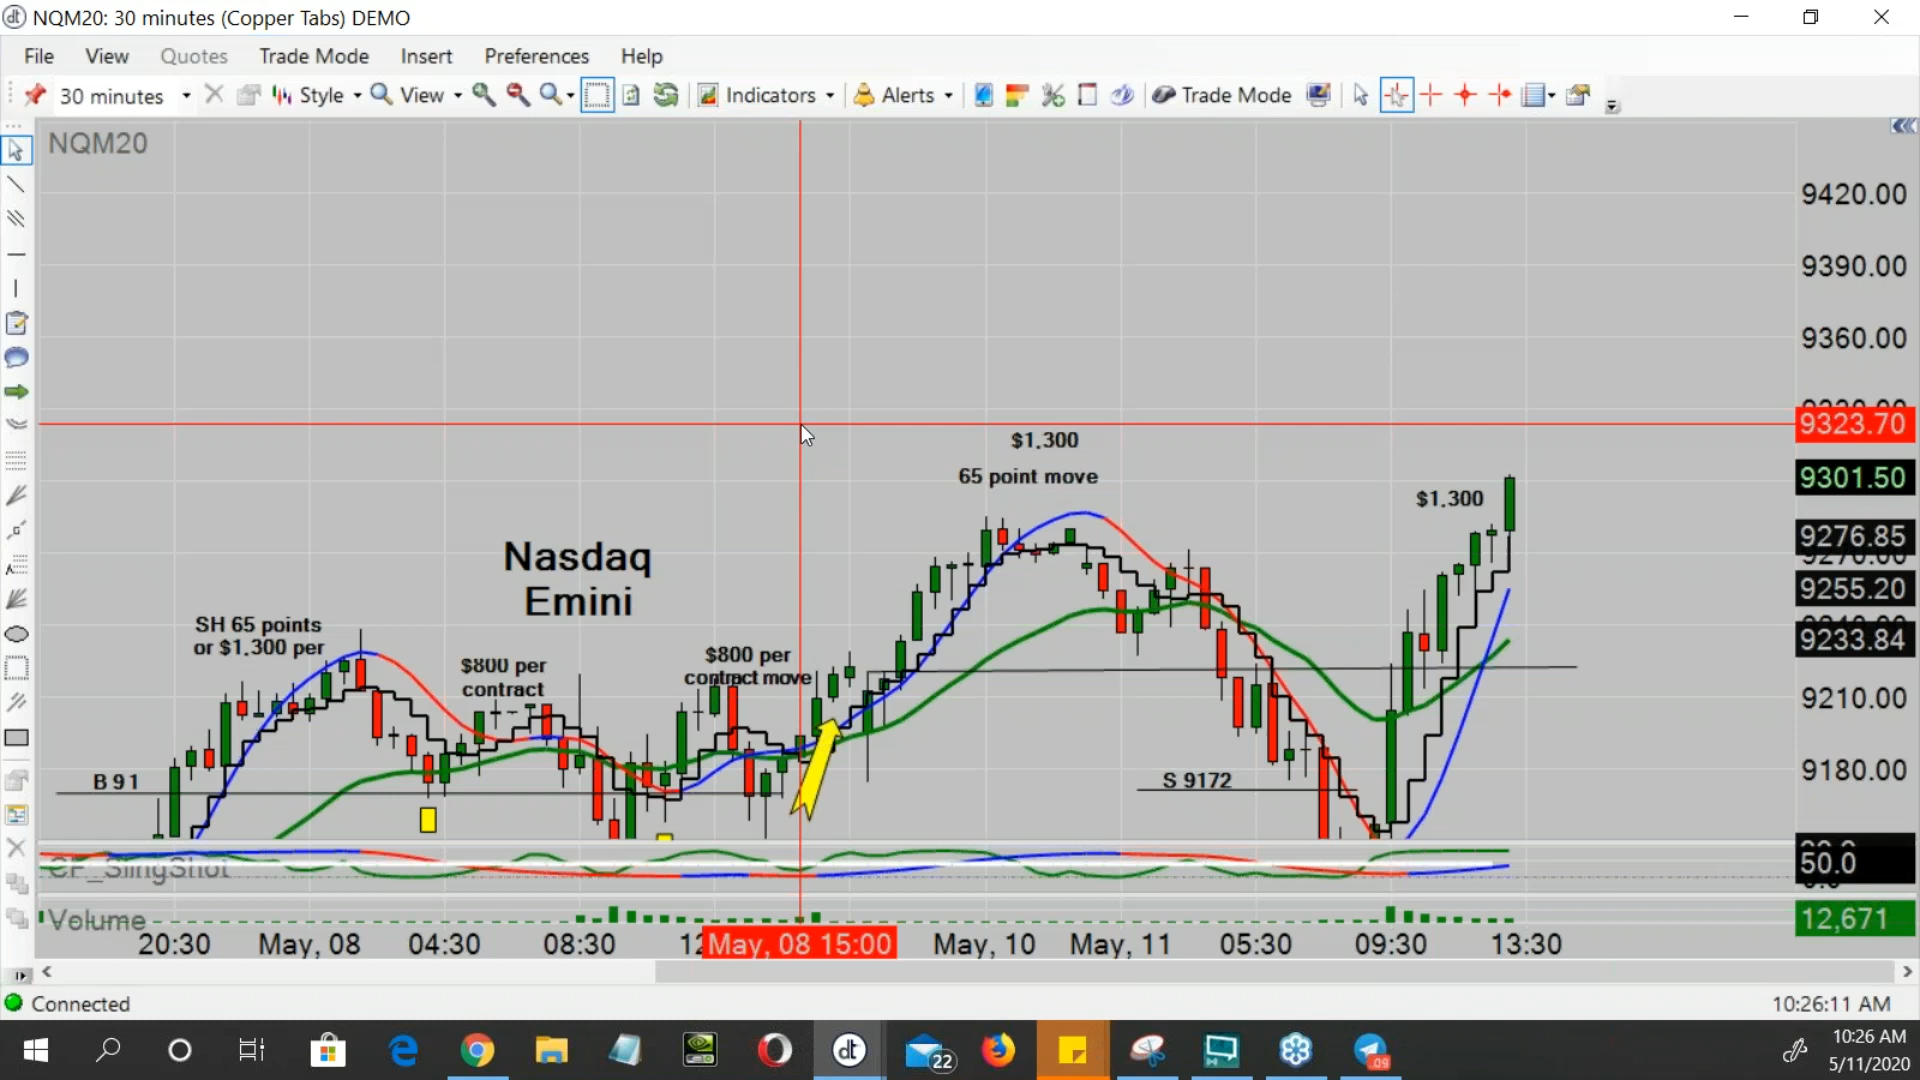 NQM20: 30 minutes (Copper Tabs) DEMO
File View Quotes Trade Mode Insert Preferences Help
30 minutes Style View Indicators Alerts Trade Mode
NQM20
9420.00
9390.00
9360.00
9323.70
$1.300
65 point move
9301.50
$1.300
9276.85
Nasdaq
Emini
9255.20
SH 65 points
or $1.300 per
9233.84
$800 per
contract
$800 per
contract move
9210.00
B 91
S 9172
9180.00
CF_SlingShot
50.0
Volume
12,671
20:30 May, 08 04:30 08:30 May, 08 15:00 May, 10 May, 11 05:30 09:30 13:30
Connected
10:26:11 AM
dt
22
09
10:26 AM
5/11/2020